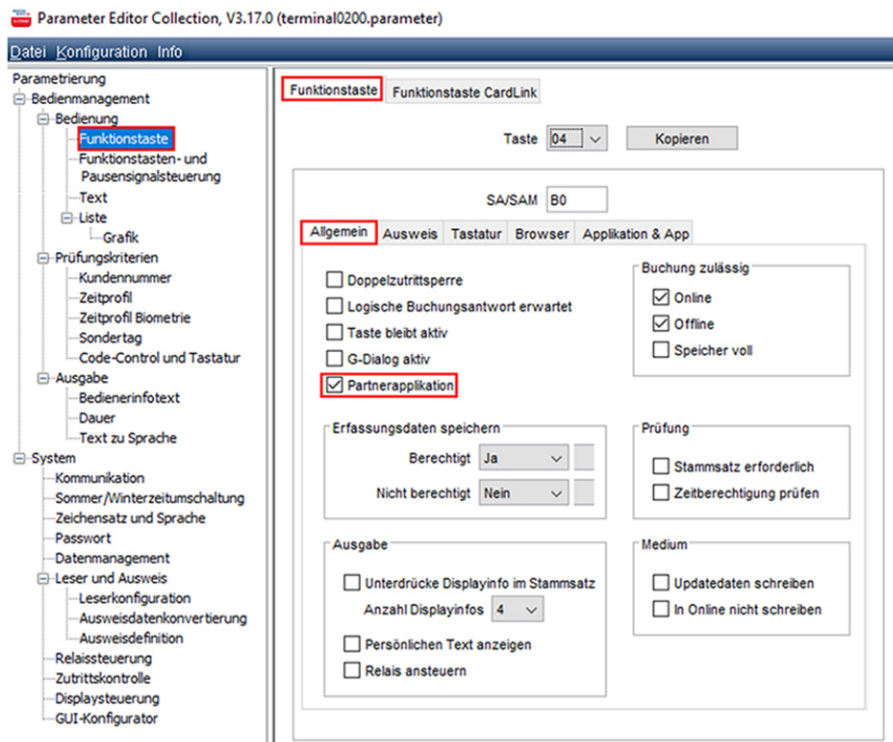 Parameter Editor Collection, V3.17.0 (terminal0200.parameter)
Datei Konfiguration Info
Parametrierung
Bedienmanagement
Bedienung
Funktionstaste
Funktionstasten- und
Pausensignalsteuerung
Text
Liste
Grafik
Prüfungskriterien
Kundennummer
Zeitprofil
Zeitprofil Biometrie
Sondertag
Code-Control und Tastatur
Ausgabe
Bedienerinfotext
Dauer
Text zu Sprache
System
Kommunikation
Sommer/Winterzeitumschaltung
Zeichensatz und Sprache
Passwort
Datenmanagement
Leser und Ausweis
Leserkonfiguration
Ausweisdatenkonvertierung
Ausweisdefinition
Relaissteuerung
Zutrittskontrolle
Displaysteuerung
GUI-Konfigurator
Funktionstaste Funktionstaste CardLink
Taste 04 Kopieren
SA/SAM B0
Allgemein Ausweis Tastatur Browser Applikation & App
Doppelzutrittsperre
Logische Buchungsantwort erwartet
Taste bleibt aktiv
G-Dialog aktiv
Partnerapplikation
Buchung zulässig
Online
Offline
Speicher voll
Erfassungsdaten speichern
Berechtigt Ja
Nicht berechtigt Nein
Prüfung
Stammsatz erforderlich
Zeitberechtigung prüfen
Ausgabe
Unterdrücke Displayinfo im Stammsatz
Anzahl Displayinfos 4
Persönlichen Text anzeigen
Relais ansteuern
Medium
Updatedaten schreiben
In Online nicht schreiben